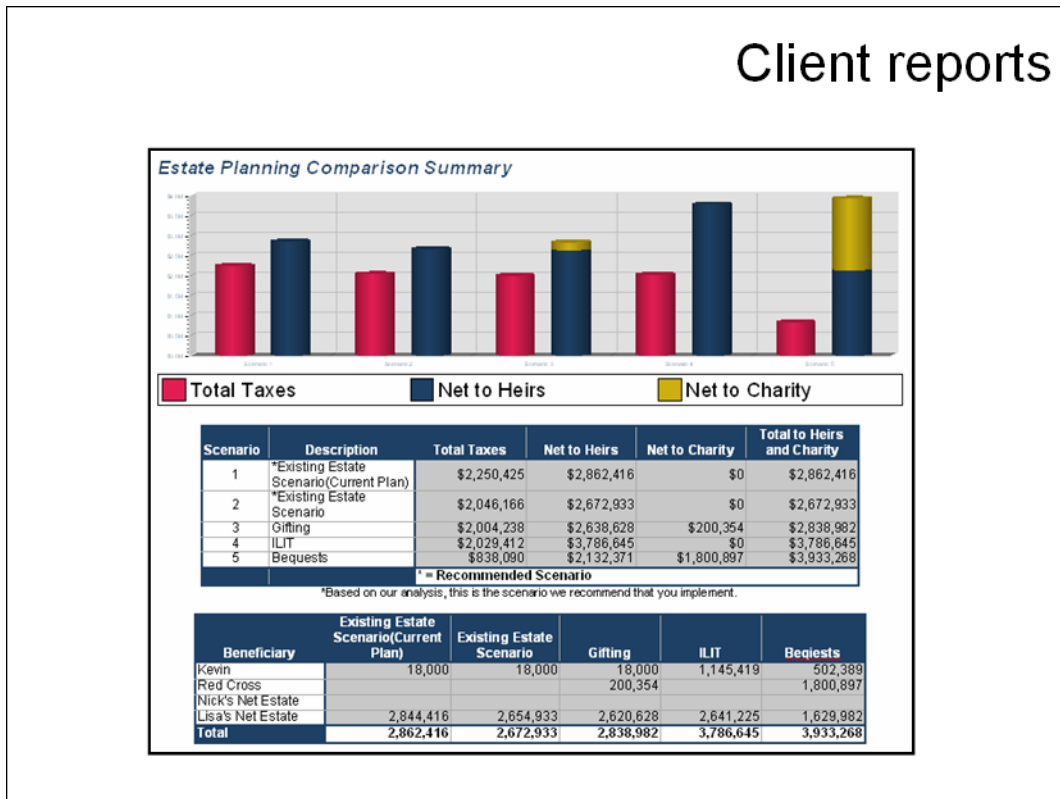 Client reports
Estate Planning Comparison Summary
Total Taxes Net to Heirs Net to Charity
Scenario Description Total Taxes Net to Heirs Net to Charity Total to Heirs and Charity
1 *Existing Estate Scenario(Current Plan) $2,250,425 $2,862,416 $0 $2,862,416
2 *Existing Estate Scenario $2,046,166 $2,672,933 $0 $2,672,933
3 Gifting $2,004,238 $2,638,628 $200,354 $2,838,982
4 ILIT $2,029,412 $3,786,645 $0 $3,786,645
5 Bequests $838,090 $2,132,371 $1,800,897 $3,933,268
* = Recommended Scenario
*Based on our analysis, this is the scenario we recommend that you implement.
Beneficiary Existing Estate Scenario(Current Plan) Existing Estate Scenario Gifting ILIT Beqiests
Kevin 18,000 18,000 18,000 1,145,419 502,389
Red Cross 200,354 1,800,897
Nick's Net Estate
Lisa's Net Estate 2,844,416 2,654,933 2,620,628 2,641,225 1,629,982
Total 2,862,416 2,672,933 2,838,982 3,786,645 3,933,268